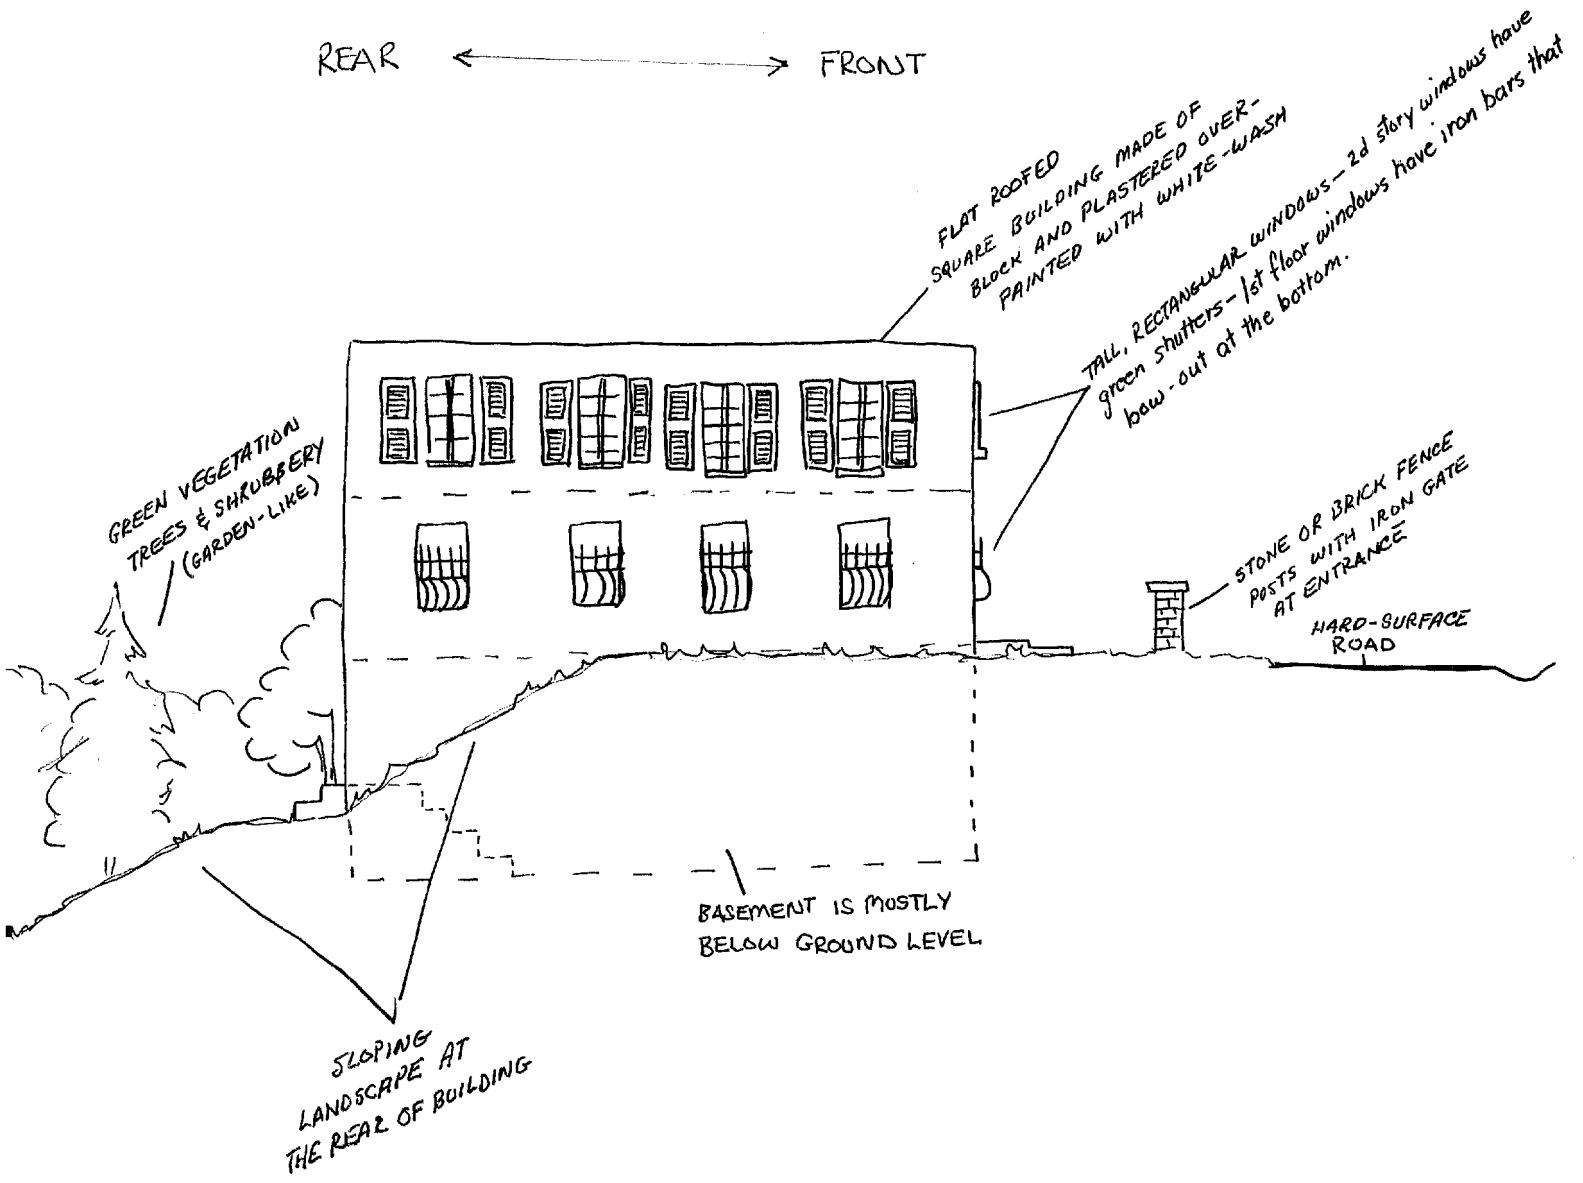 REAR FRONT
FLAT ROOFED
SQUARE BUILDING MADE OF
BLOCK AND PLASTERED OVER-
PAINTED WITH WHITE-WASH
TALL, RECTANGULAR WINDOWS - 2d story windows have
green shutters - 1st floor windows have iron bars that
bow-out at the bottom.
GREEN VEGETATION
TREES & SHRUBBERY
(GARDEN-LIKE)
STONE OR BRICK FENCE
POSTS WITH IRON GATE
AT ENTRANCE
HARD-SURFACE
ROAD
BASEMENT IS MOSTLY
BELOW GROUND LEVEL
SLOPING
LANDSCAPE AT
THE REAR OF BUILDING